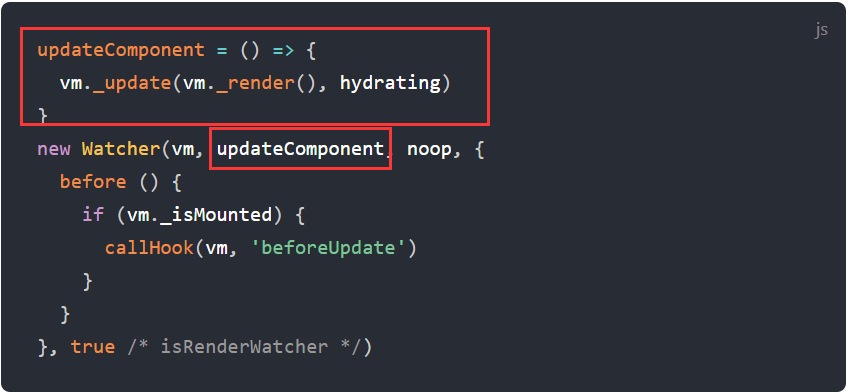 js
updateComponent = () => {
  vm._update(vm._render(), hydrating)
}
new Watcher(vm, updateComponent, noop, {
  before () {
    if (vm._isMounted) {
      callHook(vm, 'beforeUpdate')
    }
  }
}, true /* isRenderWatcher */)